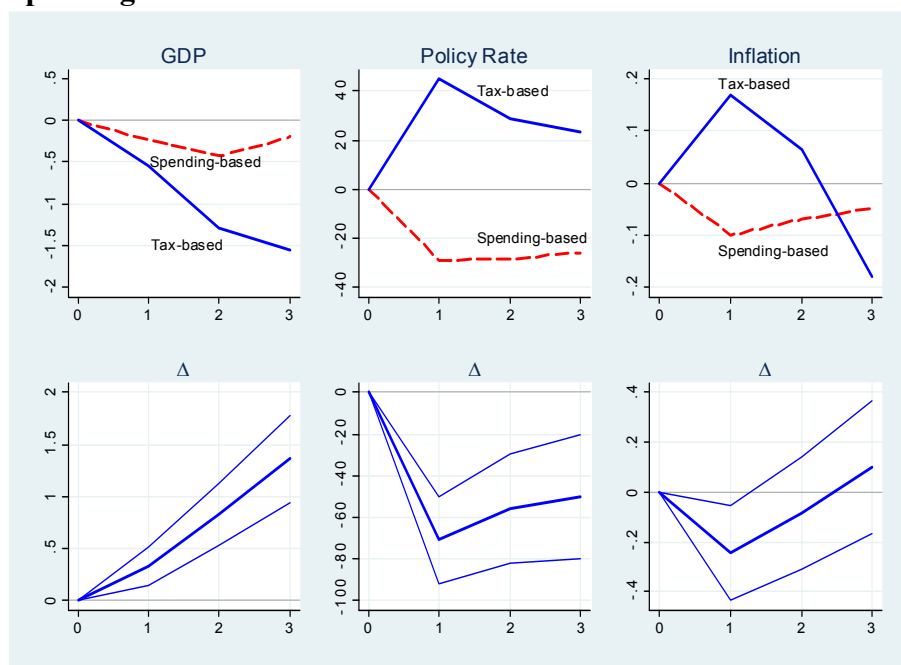 GDP
Policy Rate
Inflation
.5
0
-.5
-1
-1.5
-2
0 1 2 3
Spending-based
Tax-based
40
20
0
-20
-40
0 1 2 3
Tax-based
Spending-based
.2
.1
0
-.1
-.2
0 1 2 3
Tax-based
Spending-based
Δ
Δ
Δ
2
1.5
1
.5
0
0 1 2 3
0
-20
-40
-60
-80
-100
0 1 2 3
.4
.2
0
-.2
-.4
0 1 2 3